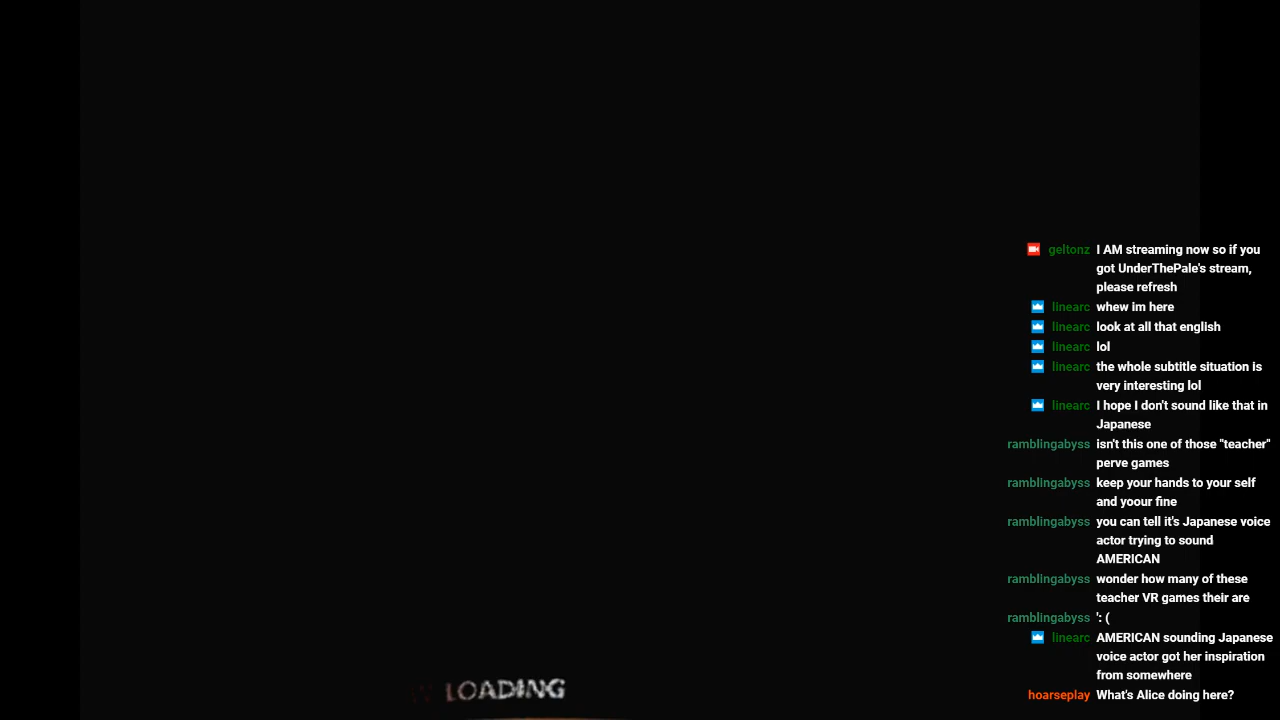 geltonz I AM streaming now so if you
got UnderThePale's stream,
please refresh
linearc whew im here
linearc look at all that english
linearc lol
linearc the whole subtitle situation is
very interesting lol
linearc I hope I don't sound like that in
Japanese
ramblingabyss isn't this one of those "teacher"
perve games
ramblingabyss keep your hands to your self
and yoour fine
ramblingabyss you can tell it's Japanese voice
actor trying to sound
AMERICAN
ramblingabyss wonder how many of these
teacher VR games their are
ramblingabyss ': (
linearc AMERICAN sounding Japanese
voice actor got her inspiration
from somewhere
hoarseplay What's Alice doing here?
LOADING